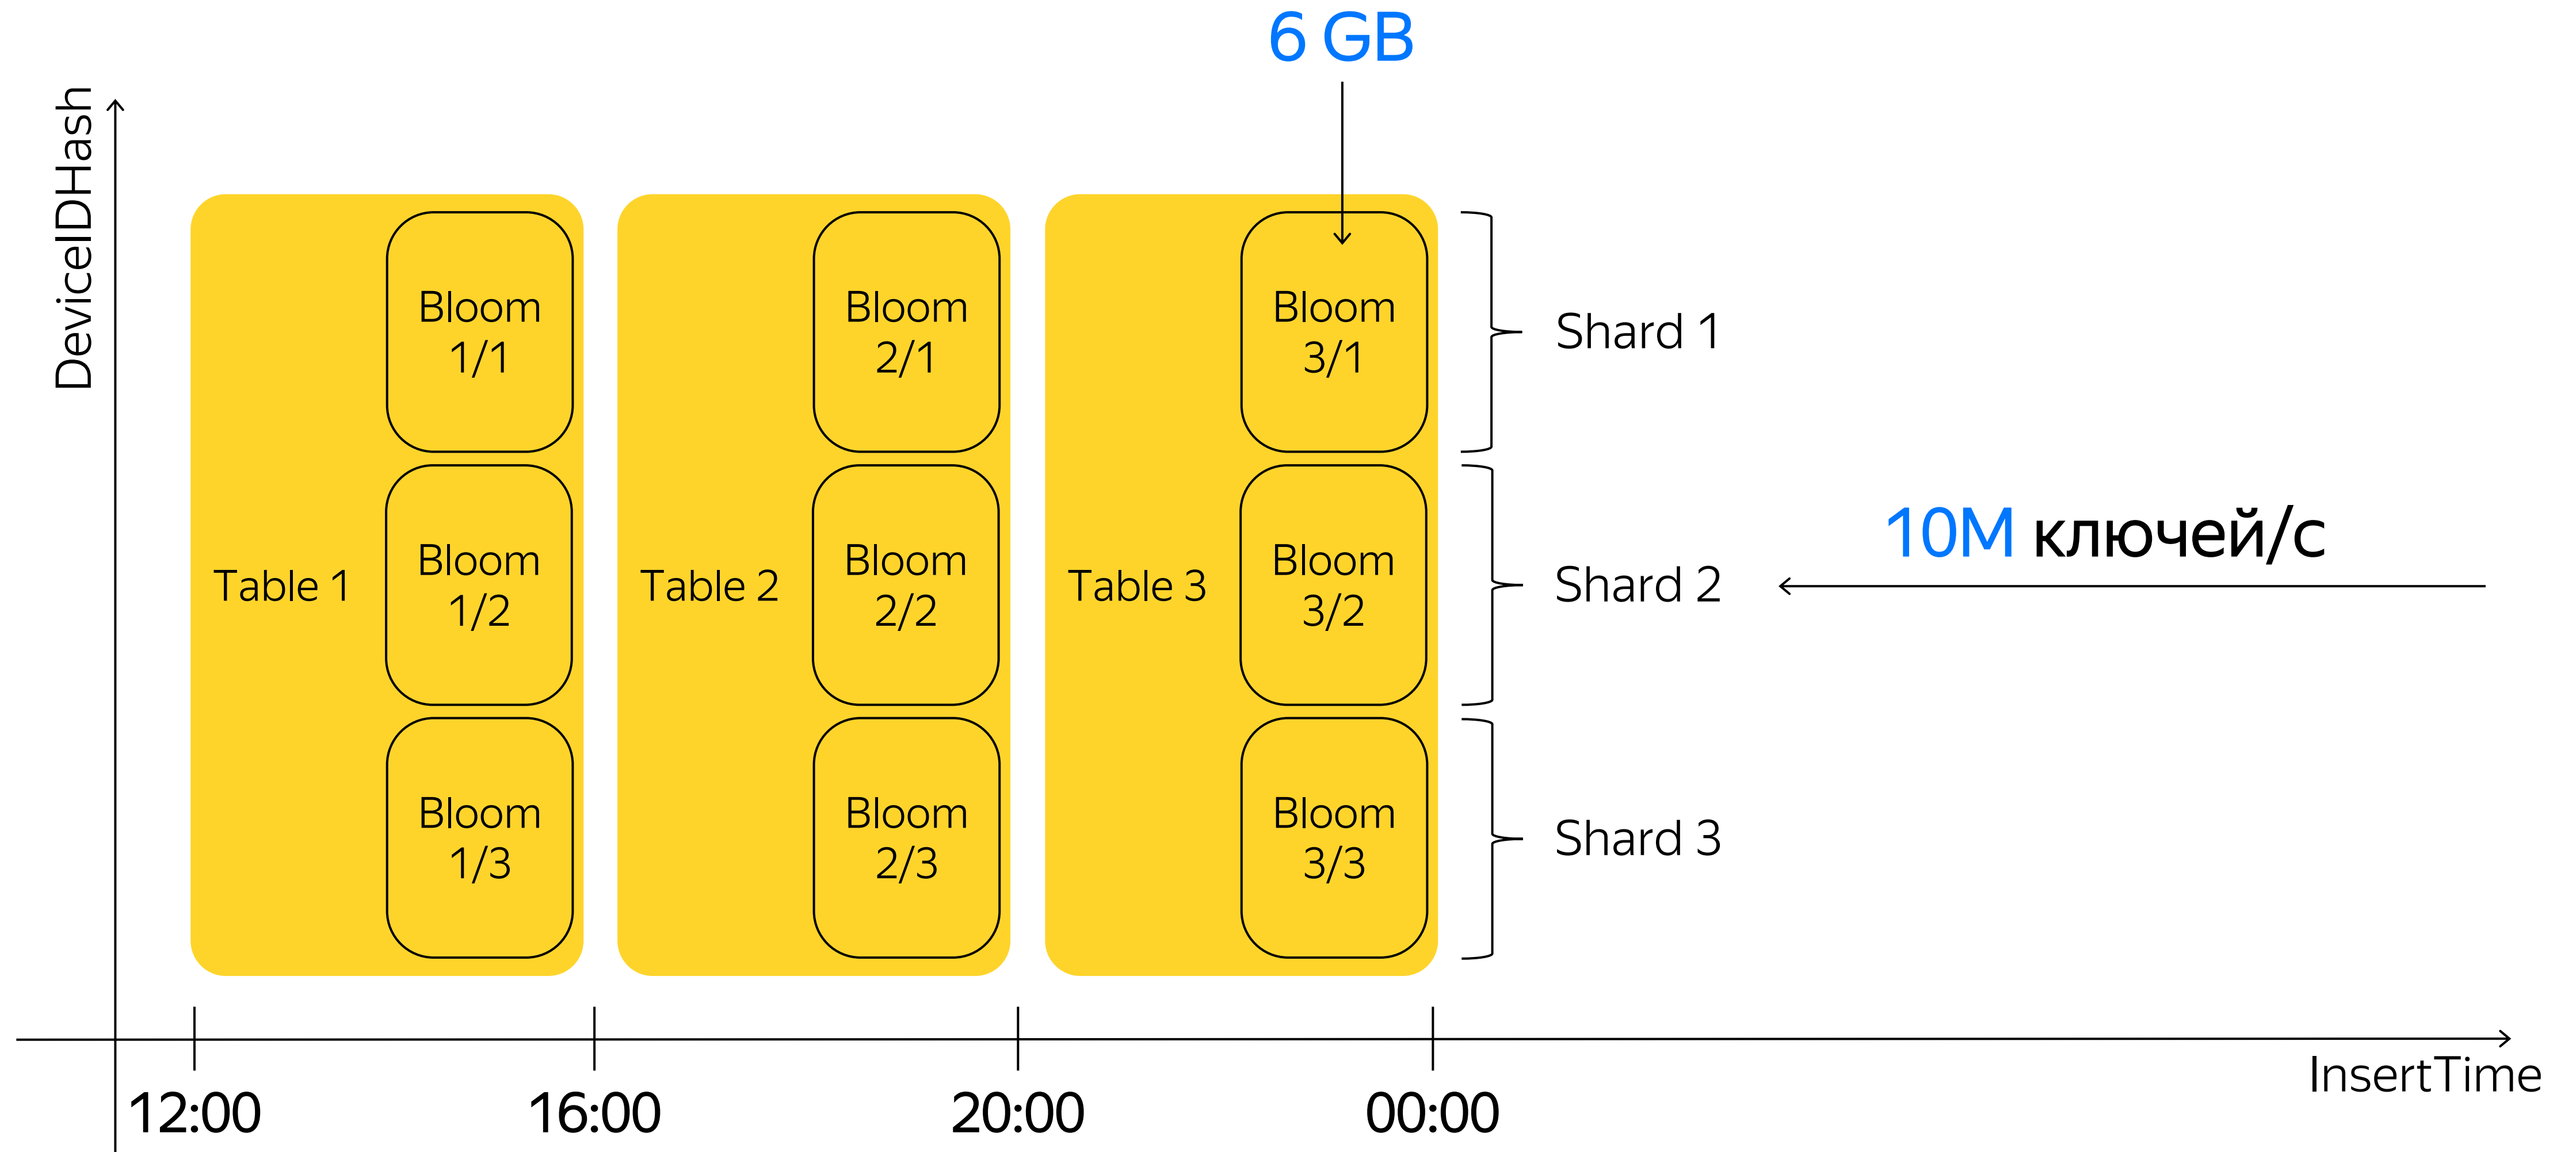 6 GB
DeviceIDHash
Bloom
1/1
Bloom
2/1
Bloom
3/1
Shard 1
Table 1
Bloom
1/2
Table 2
Bloom
2/2
Table 3
Bloom
3/2
Shard 2
10M ключей/с
Bloom
1/3
Bloom
2/3
Bloom
3/3
Shard 3
InsertTime
12:00
16:00
20:00
00:00